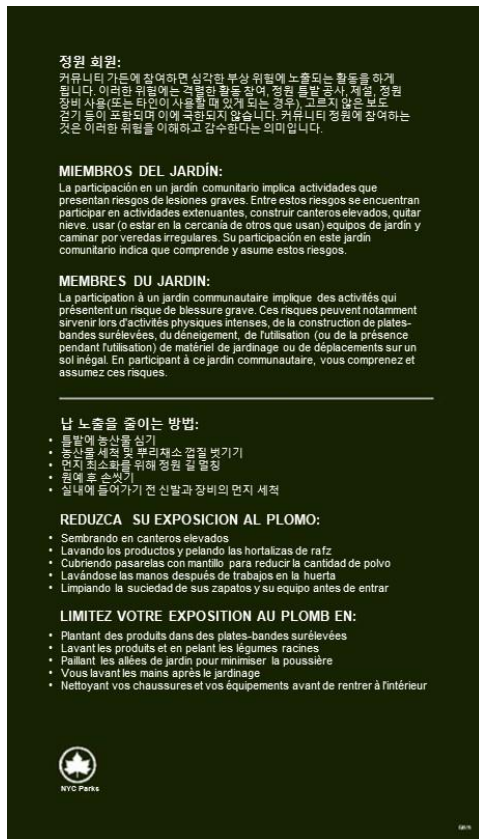 정원 회원:
커뮤니티 가든에 참여하면 심각한 부상 위험에 노출되는 활동을 하게
됩니다. 이러한 위험에는 격렬한 활동 참여, 정원 틀밭 공사, 제설, 정원
장비 사용(또는 타인이 사용할 때 있게 되는 경우), 고르지 않은 보도
걷기 등이 포함되며 이에 국한되지 않습니다. 커뮤니티 정원에 참여하는
것은 이러한 위험을 이해하고 감수한다는 의미입니다.
MIEMBROS DEL JARDÍN:
La participación en un jardín comunitario implica actividades que
presentan riesgos de lesiones graves. Entre estos riesgos se encuentran
participar en actividades extenuantes, construir canteros elevados, quitar
nieve. usar (o estar en la cercanía de otros que usan) equipos de jardín y
caminar por veredas irregulares. Su participación en este jardín
comunitario indica que comprende y asume estos riesgos.
MEMBRES DU JARDIN:
La participation à un jardin communautaire implique des activités qui
présentent un risque de blessure grave. Ces risques peuvent notamment
sirvenir lors d'activités physiques intenses, de la construction de plates-
bandes surélevées, du déneigement, de l'utilisation (ou de la présence
pendant l'utilisation) de matériel de jardinage ou de déplacements sur un
sol inégal. En participant à ce jardin communautaire, vous comprenez et
assumez ces risques.
납 노출을 줄이는 방법:
• 틀밭에 농산물 심기
• 농산물 세척 및 뿌리채소 껍질 벗기기
• 먼지 최소화를 위해 정원 길 멀칭
• 원예 후 손씻기
• 실내에 들어가기 전 신발과 장비의 먼지 세척
REDUZCA SU EXPOSICION AL PLOMO:
• Sembrando en canteros elevados
• Lavando los productos y pelando las hortalizas de rafz
• Cubriendo pasarelas con mantillo para reducir la cantidad de polvo
• Lavándose las manos después de trabajos en la huerta
• Limpiando la suciedad de sus zapatos y su equipo antes de entrar
LIMITEZ VOTRE EXPOSITION AU PLOMB EN:
• Plantant des produits dans des plates-bandes surélevées
• Lavant les produits et en pelant les légumes racines
• Paillant les allées de jardin pour minimiser la poussière
• Vous lavant les mains après le jardinage
• Nettoyant vos chaussures et vos équipements avant de rentrer à l'intérieur
NYC Parks